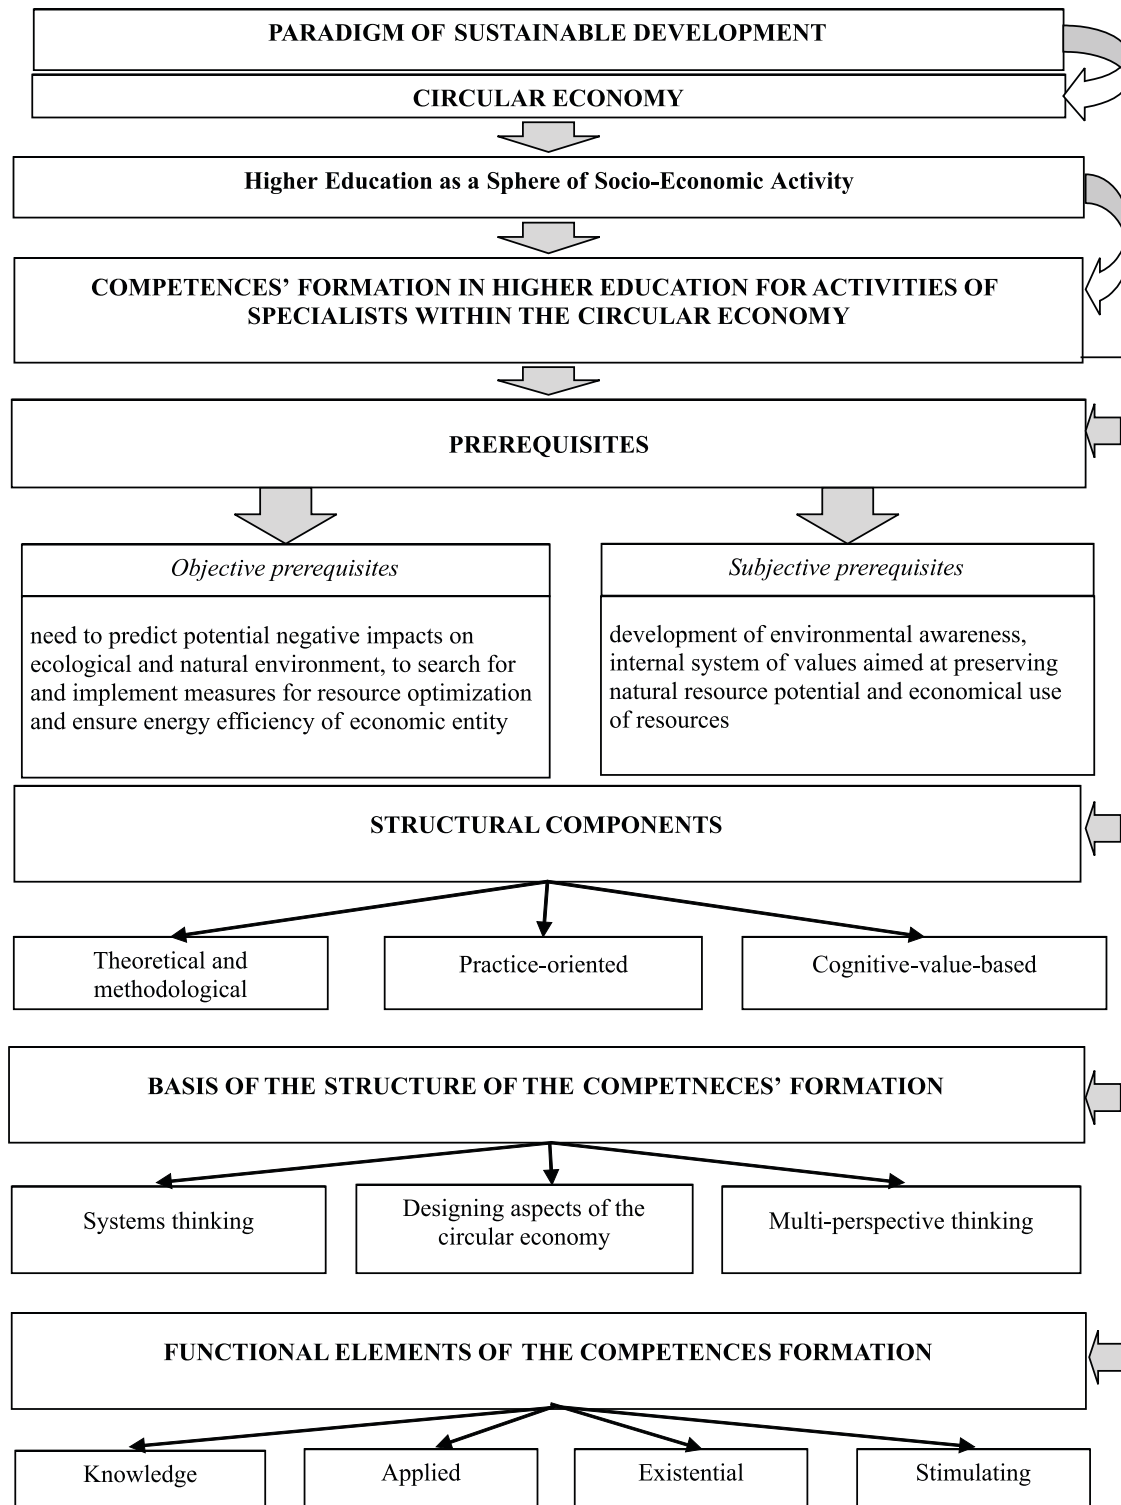 PARADIGM OF SUSTAINABLE DEVELOPMENT
CIRCULAR ECONOMY
Higher Education as a Sphere of Socio-Economic Activity
COMPETENCES’ FORMATION IN HIGHER EDUCATION FOR ACTIVITIES OF
SPECIALISTS WITHIN THE CIRCULAR ECONOMY
PREREQUISITES
Objective prerequisites
need to predict potential negative impacts on
ecological and natural environment, to search for
and implement measures for resource optimization
and ensure energy efficiency of economic entity
Subjective prerequisites
development of environmental awareness,
internal system of values aimed at preserving
natural resource potential and economical use
of resources
STRUCTURAL COMPONENTS
Theoretical and
methodological
Practice-oriented
Cognitive-value-based
BASIS OF THE STRUCTURE OF THE COMPETNECES’ FORMATION
Systems thinking
Designing aspects of the
circular economy
Multi-perspective thinking
FUNCTIONAL ELEMENTS OF THE COMPETENCES FORMATION
Knowledge
Applied
Existential
Stimulating